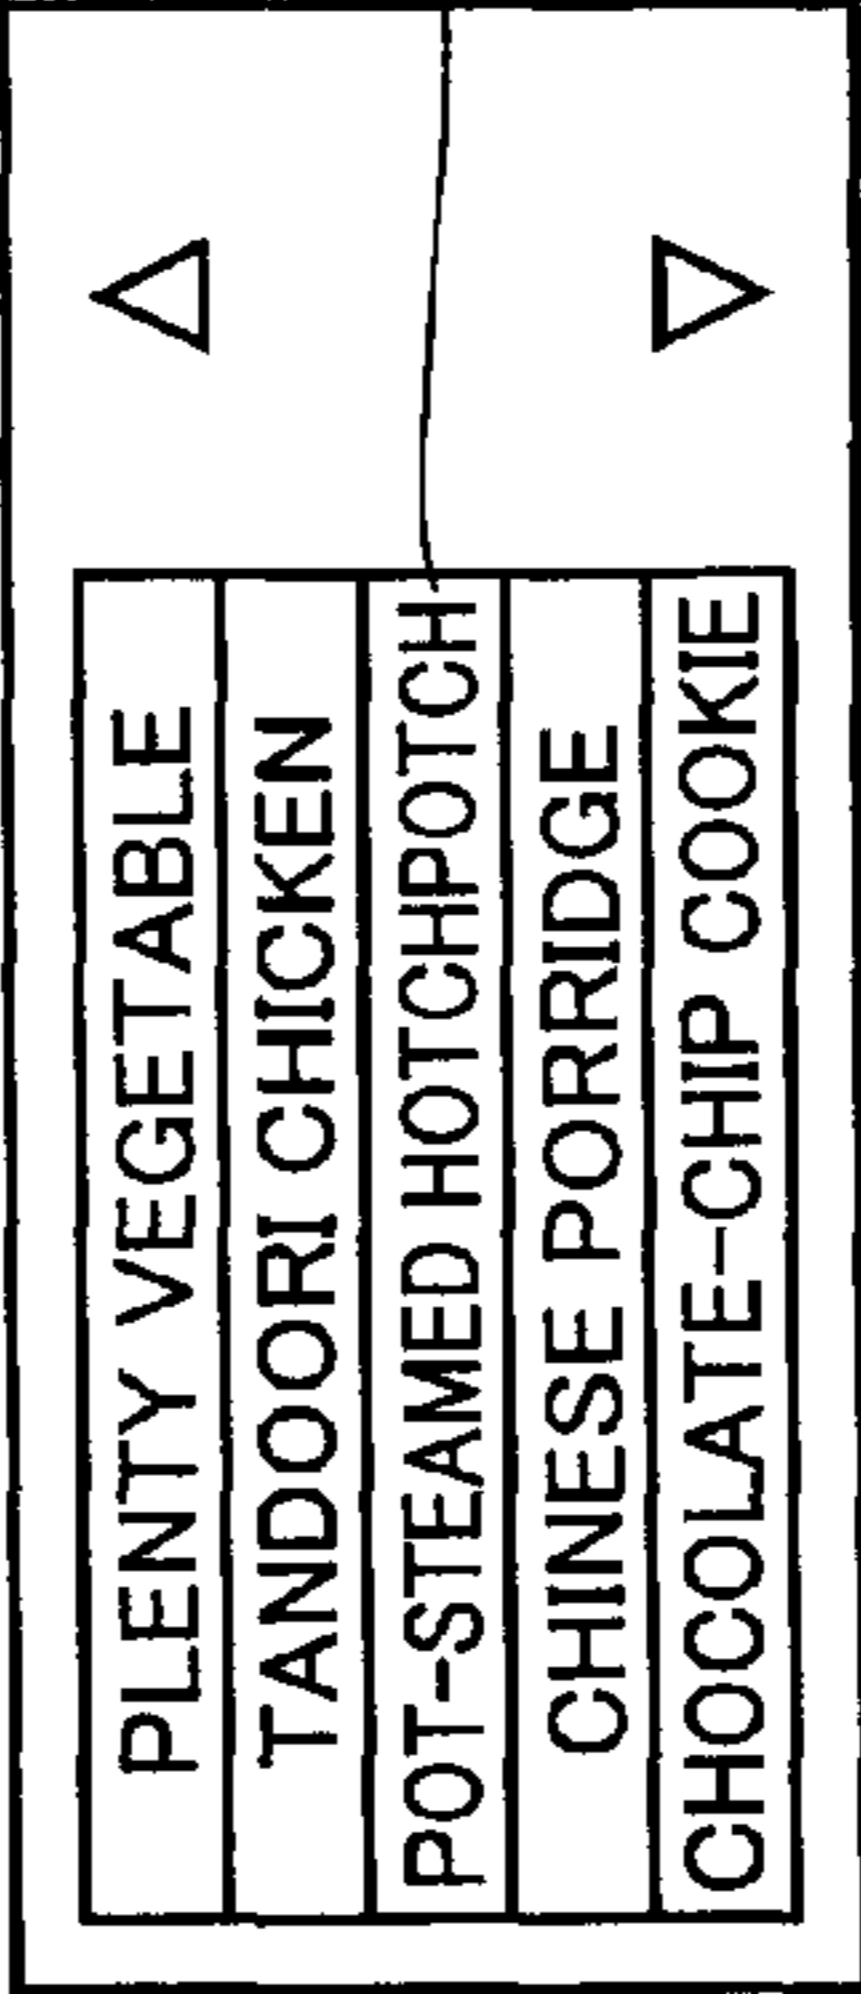 PLENTY VEGETABLE
TANDOORI CHICKEN
POT-STEAMED HOTCHPOTCH
CHINESE PORRIDGE
CHOCOLATE-CHIP COOKIE